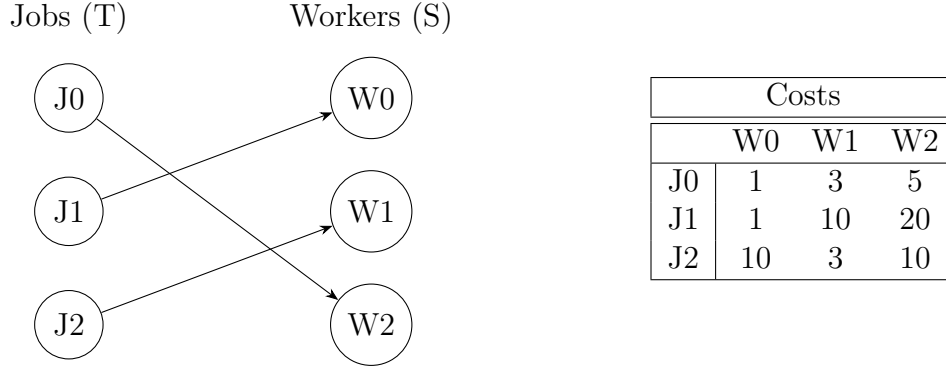 Jobs (T) Workers (S)
J0 W0
J1 W1
J2 W2
Costs
W0 W1 W2
J0 1 3 5
J1 1 10 20
J2 10 3 10